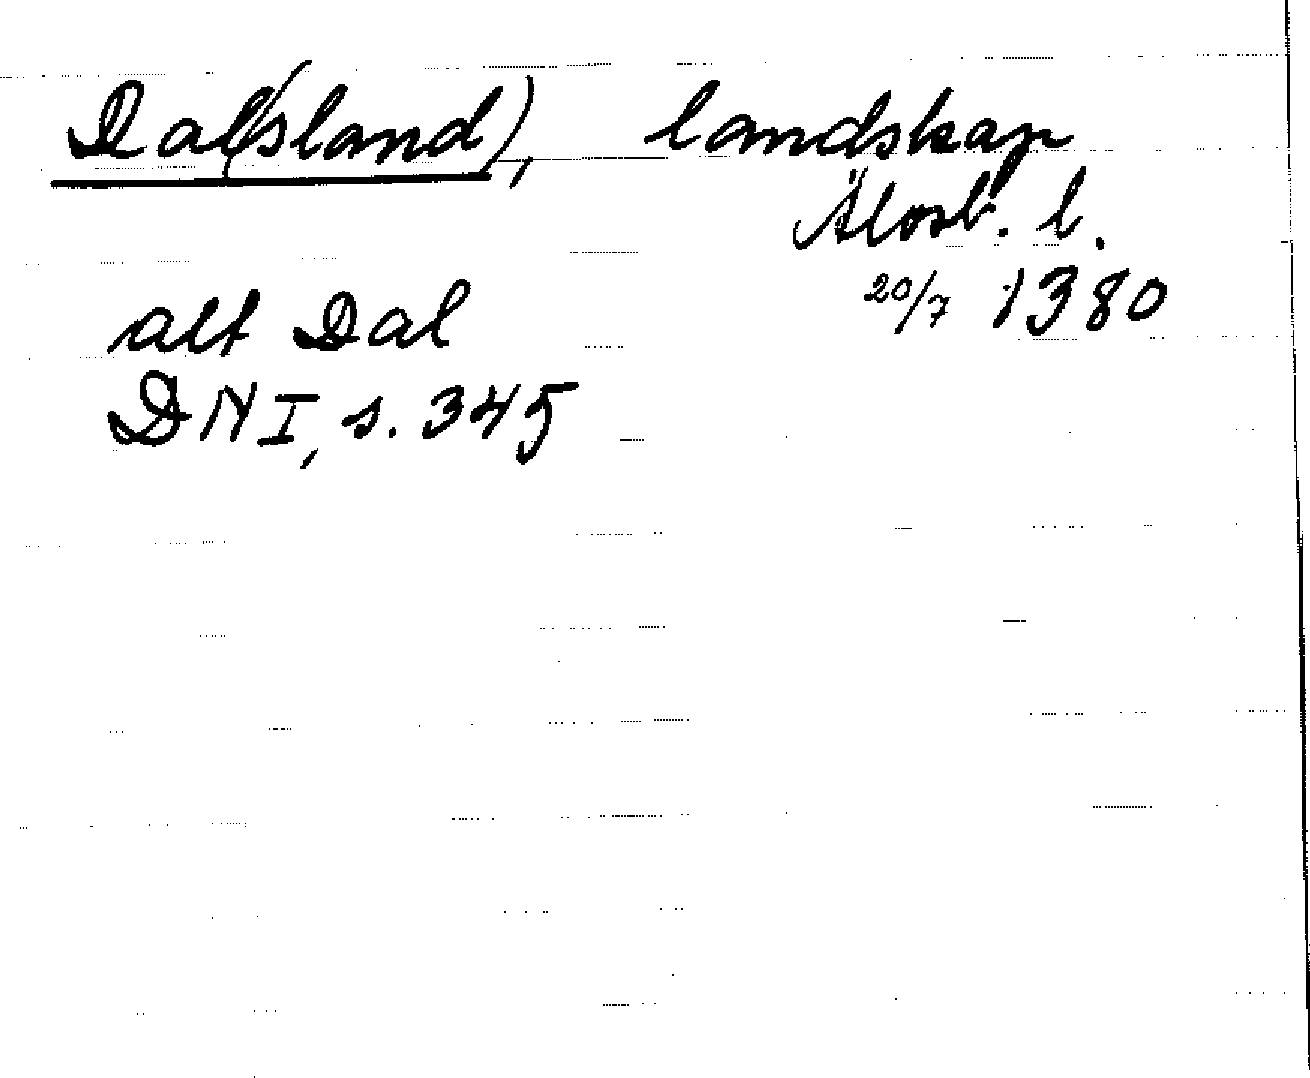 Dal(sland), landskap
Älvsb. l.
20/7 1380
alt Dal
DN I, s. 345